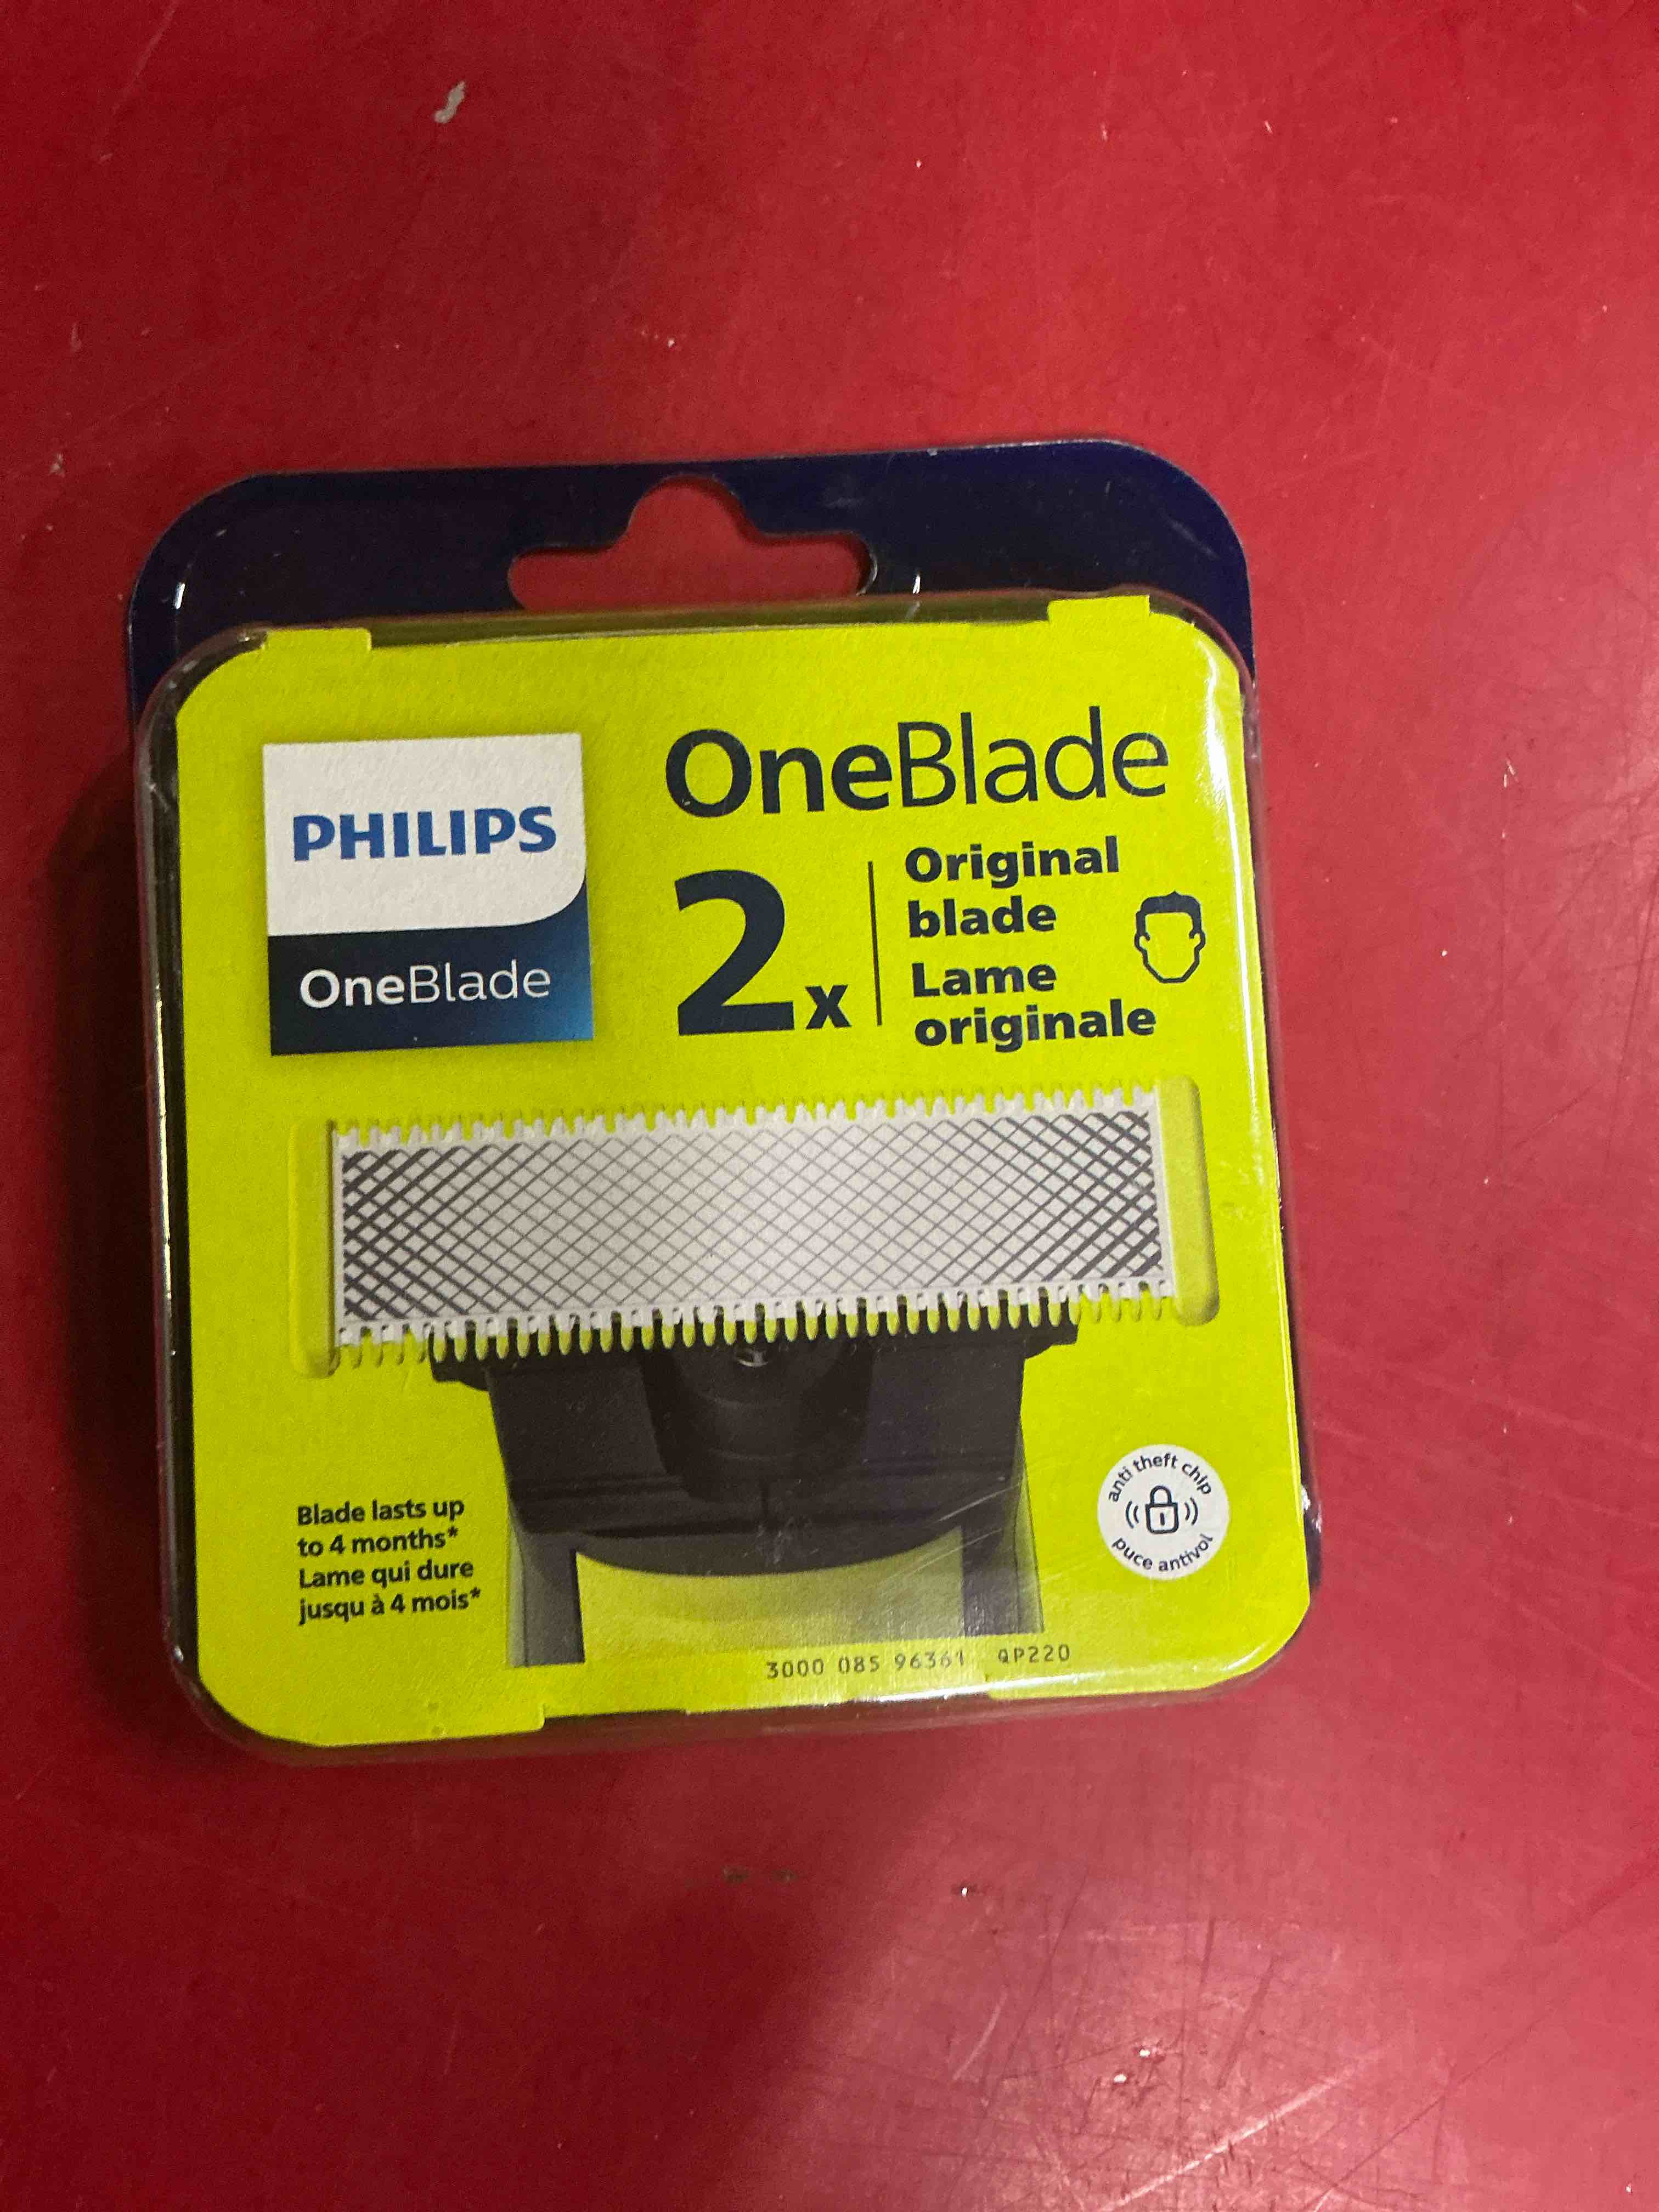 PHILIPS
OneBlade
OneBlade
2x
Original
blade
Lame
originale
Blade lasts up
to 4 months*
Lame qui dure
jusqu'à 4 mois*
anti theft chip
puce antivol
3000 085 96361 QP220